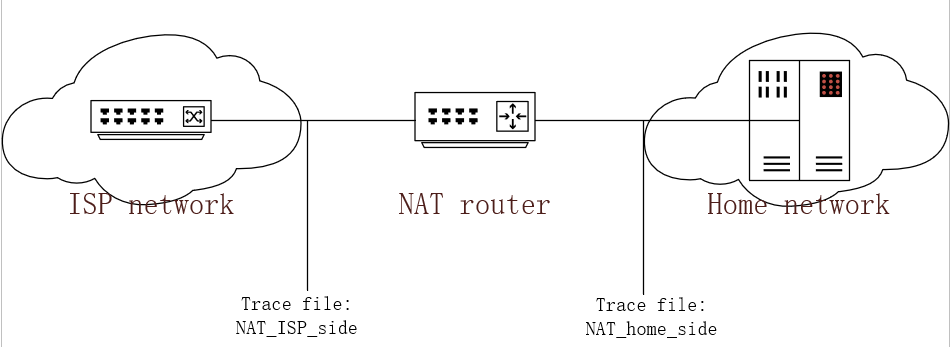 ISP network
NAT router
Home network
Trace file:
NAT_ISP_side
Trace file:
NAT_home_side